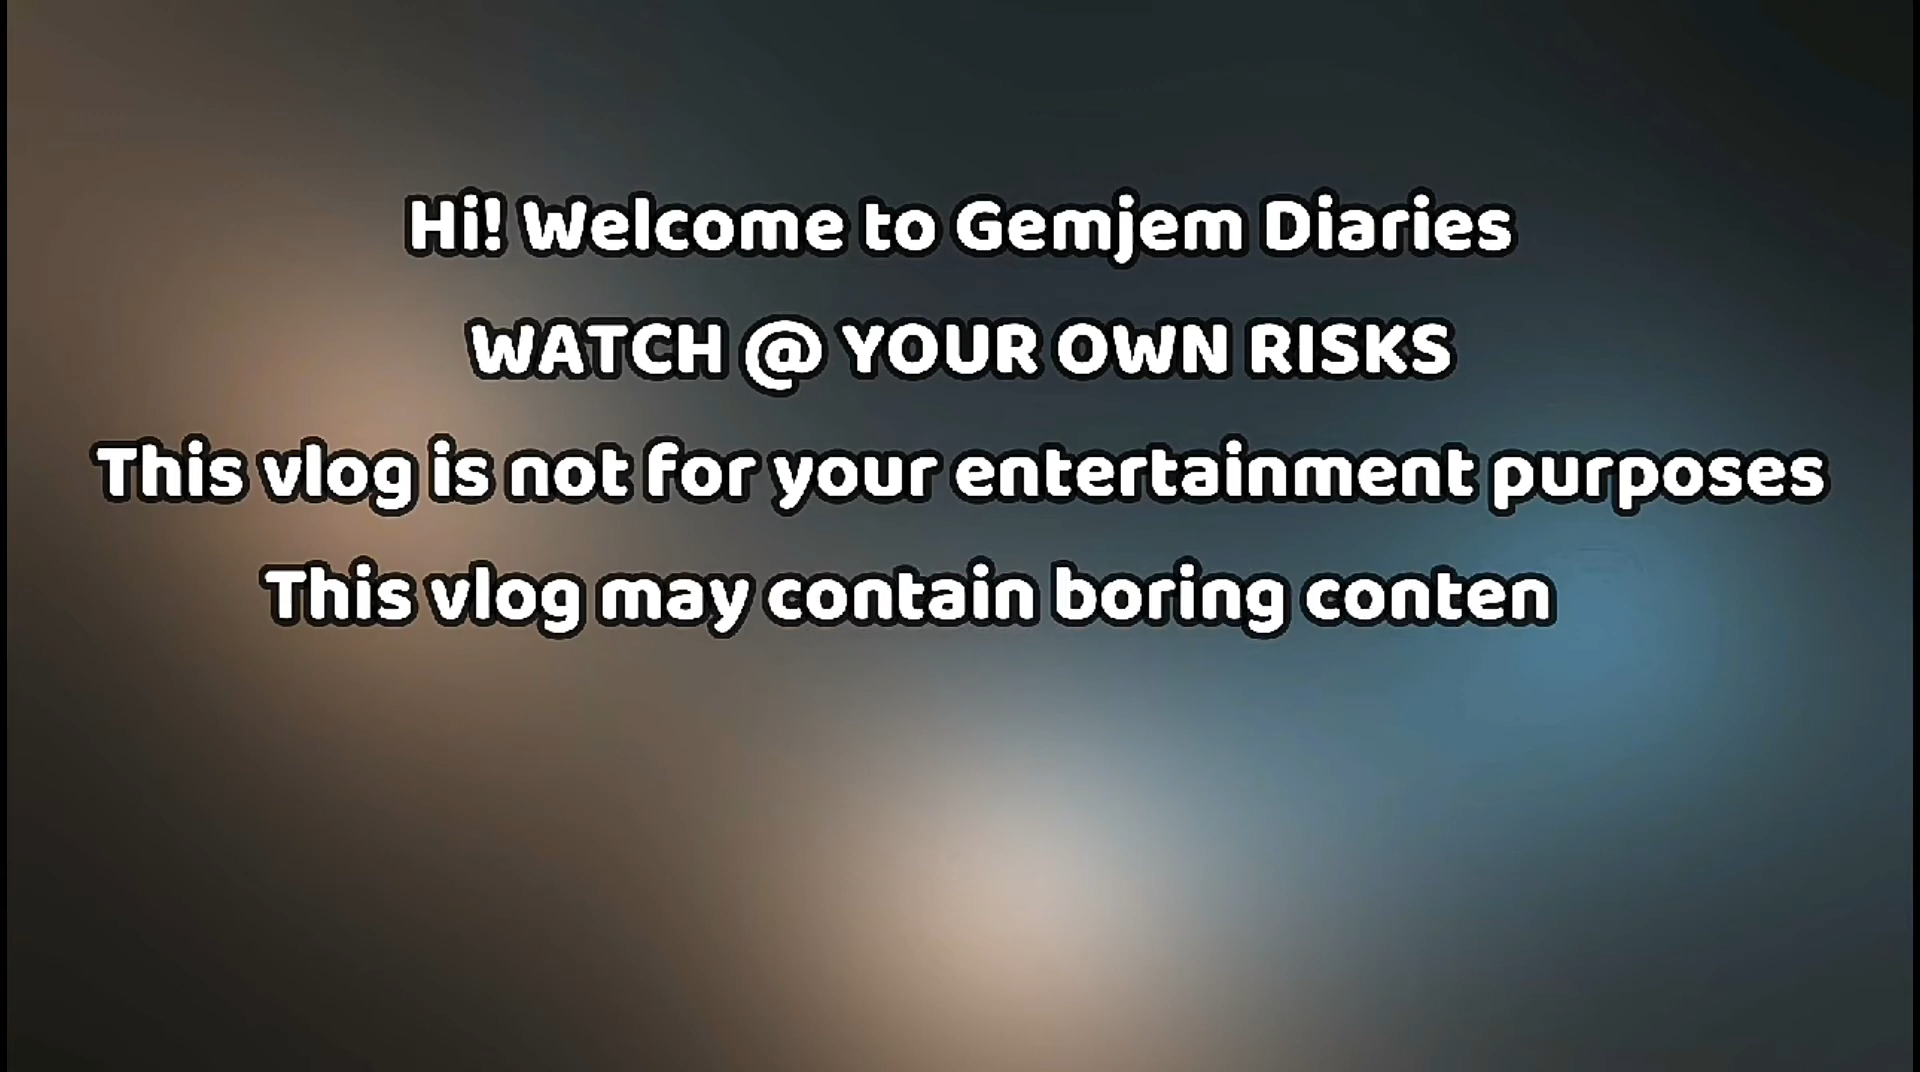 Hi! Welcome to Gemjem Diaries
WATCH @ YOUR OWN RISKS
This vlog is not for your entertainment purposes
This vlog may contain boring conten